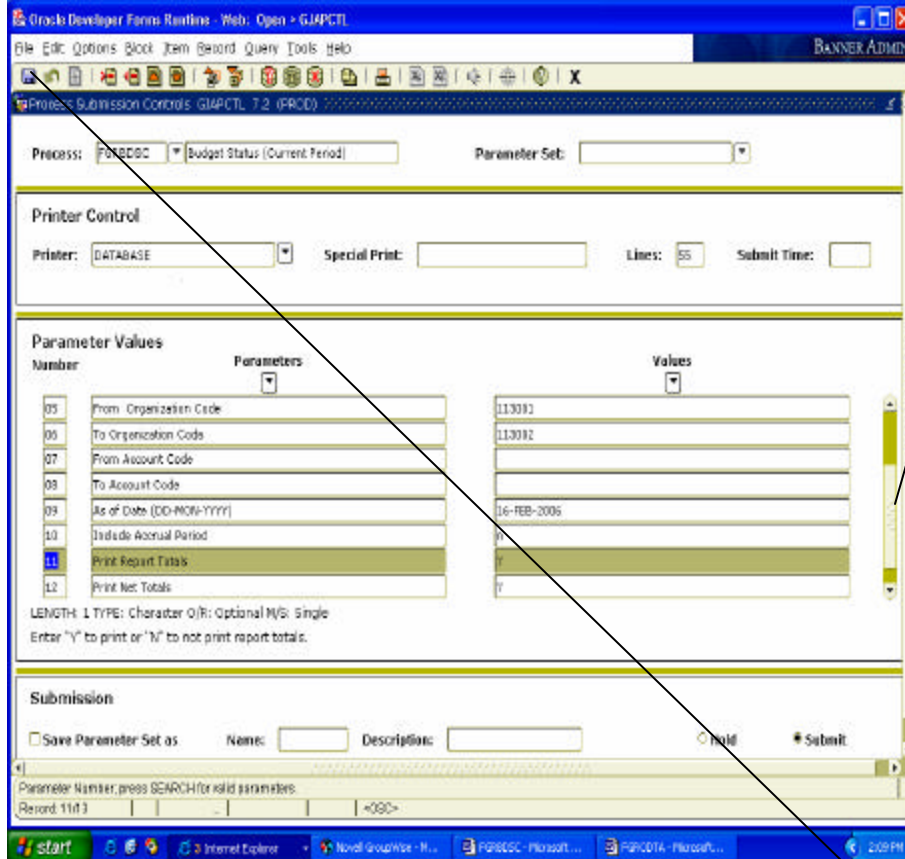 Oracle Developer Forms Runtime - Web: Open > GJAPCTL
File Edit Options Block Item Record Query Tools Help BANNER ADMIN
X
Process Submission Controls GJAPCTL 7.2 (PROD)
Process: FGRBDSC Budget Status (Current Period) Parameter Set:
Printer Control
Printer: DATABASE Special Print: Lines: 55 Submit Time:
Parameter Values
Number Parameters Values
05 From Organization Code 113001
06 To Organization Code 113002
07 From Account Code
08 To Account Code
09 As of Date (DD-MON-YYYY) 16-FEB-2006
10 Include Accrual Period N
11 Print Report Totals Y
12 Print Net Totals Y
LENGTH: 1 TYPE: Character O/R: Optional M/S: Single
Enter "Y" to print or "N" to not print report totals.
Submission
Save Parameter Set as Name: Description: Hold Submit
Parameter Number, press SEARCH for valid parameters.
Record: 11/13 <OSC>
start 3 Internet Explorer Novell GroupWise - M... FGRBDSC - Microsoft ... FGRODTA - Microsoft... 2:09 PM